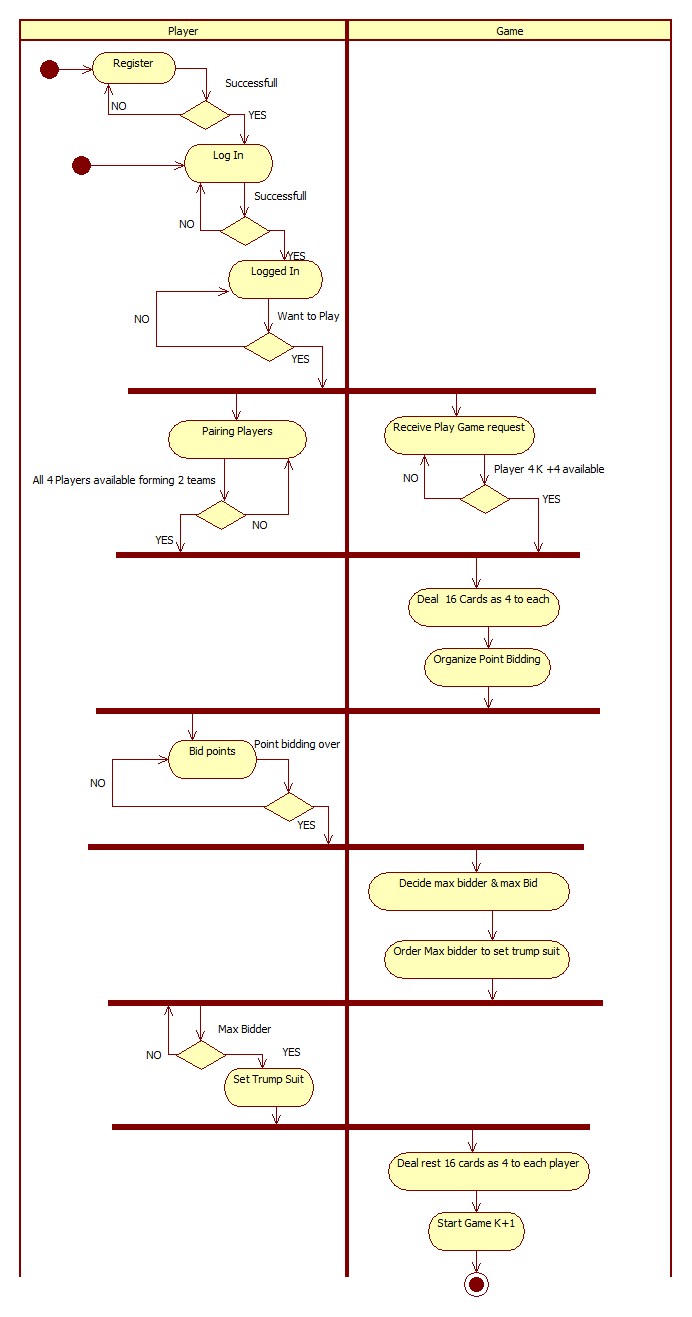 Player
Game
Register
Successfull
NO
YES
Log In
Successfull
NO
YES
Logged In
Want to Play
NO
YES
Pairing Players
Receive Play Game request
All 4 Players available forming 2 teams
Player 4 K +4 available
NO
YES
NO
YES
Deal  16 Cards as 4 to each
Organize Point Bidding
Bid points
Point bidding over
NO
YES
Decide max bidder & max Bid
Order Max bidder to set trump suit
Max Bidder
NO
YES
Set Trump Suit
Deal rest 16 cards as 4 to each player
Start Game K+1